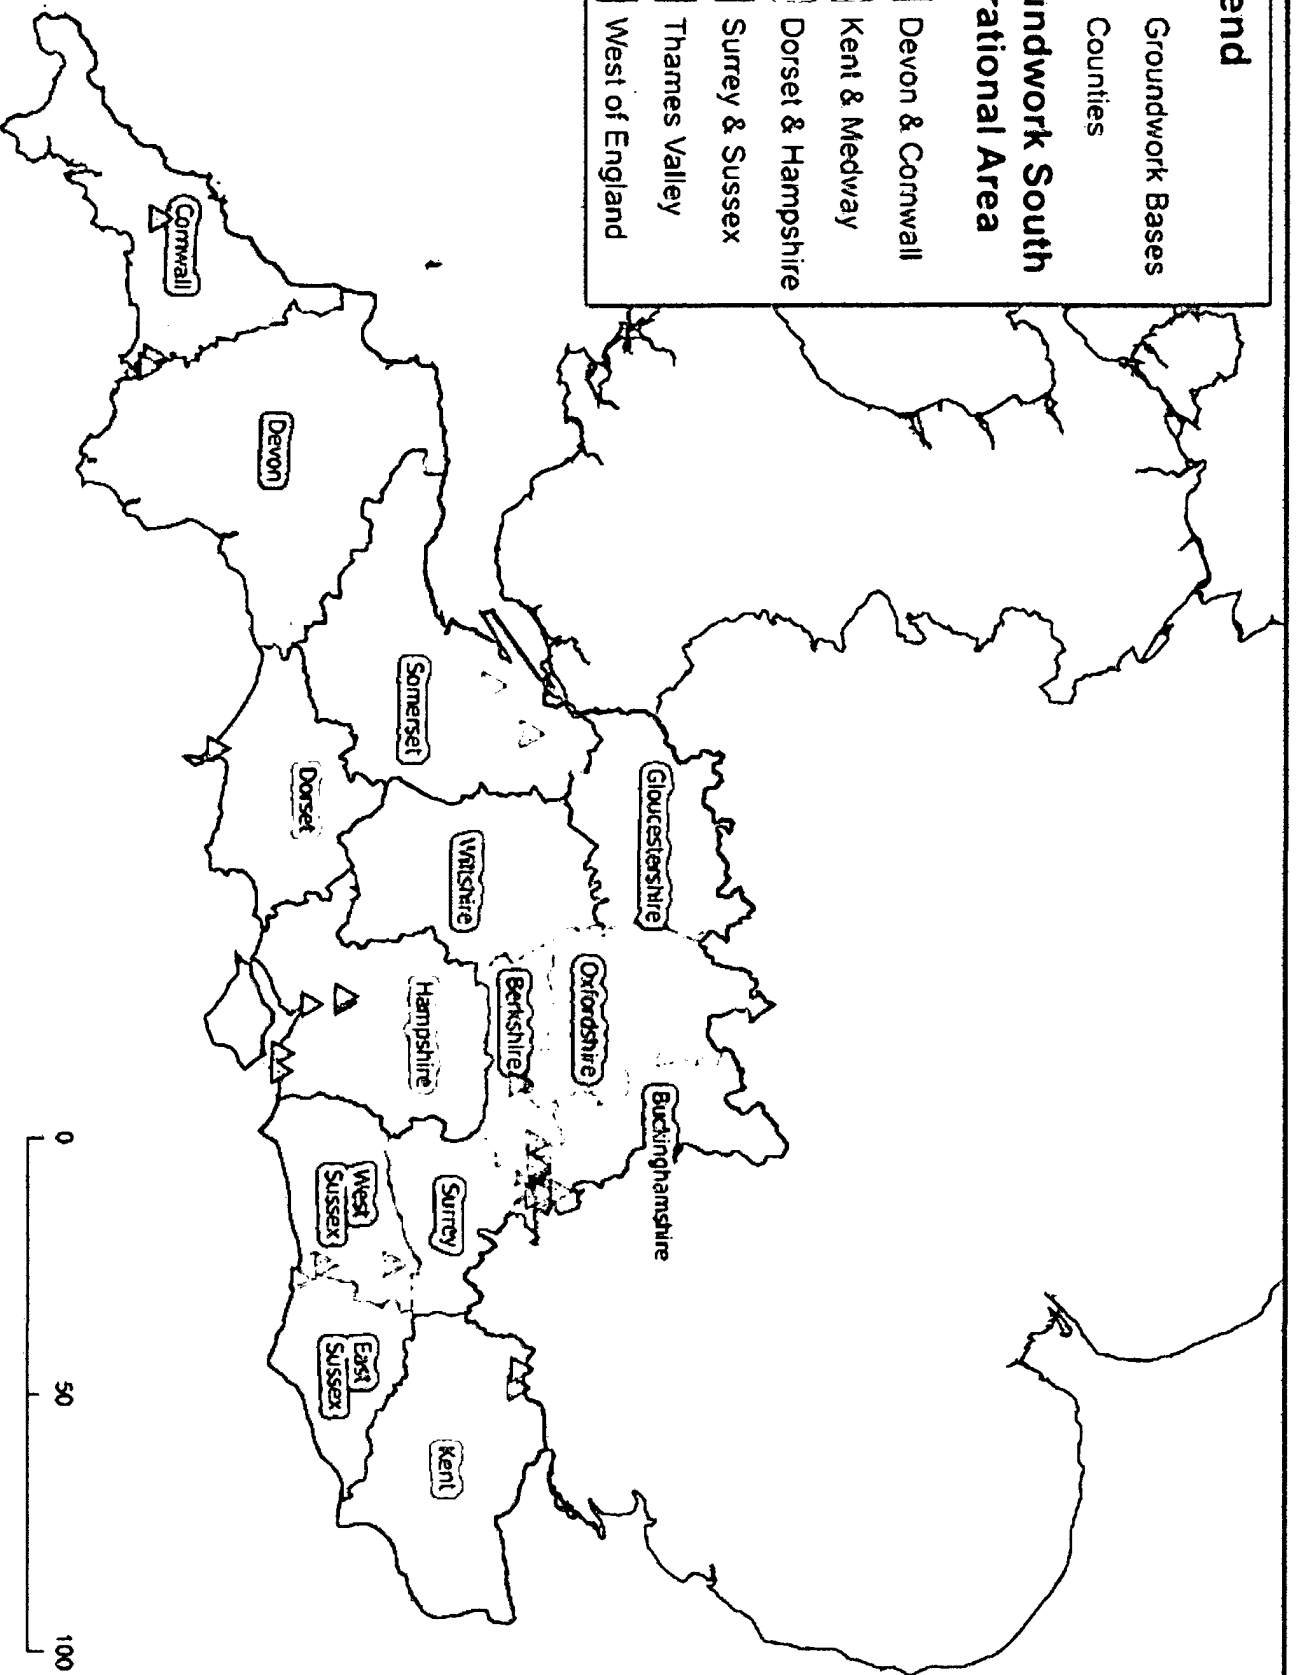 end
Groundwork Bases
Counties
indwork South
rational Area
Devon & Cornwall
Kent & Medway
Dorset & Hampshire
Surrey & Sussex
Thames Valley
West of England
Gloucestershire
Buckinghamshire
Oxfordshire
Berkshire
Somerset
Wiltshire
Hampshire
Surrey
Kent
Dorset
West
Sussex
East
Sussex
Devon
Cornwall
0
50
100